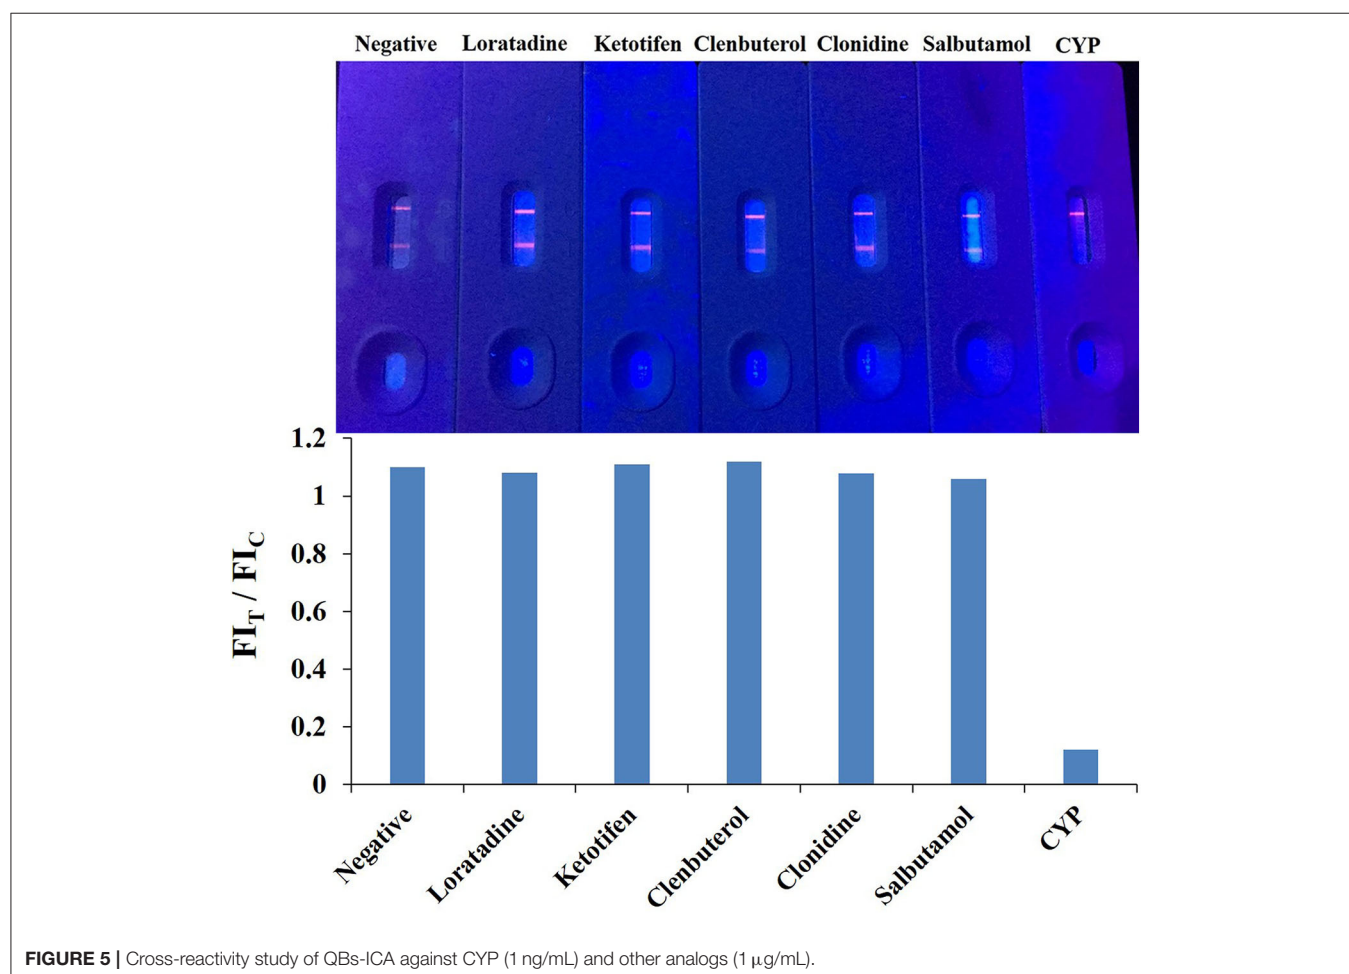 Negative Loratadine Ketotifen Clenbuterol Clonidine Salbutamol CYP
1.2
1
0.8
0.6
0.4
0.2
0
FI_T / FI_C
Negative
Loratadine
Ketotifen
Clenbuterol
Clonidine
Salbutamol
CYP
FIGURE 5 | Cross-reactivity study of QBs-ICA against CYP (1 ng/mL) and other analogs (1 μg/mL).